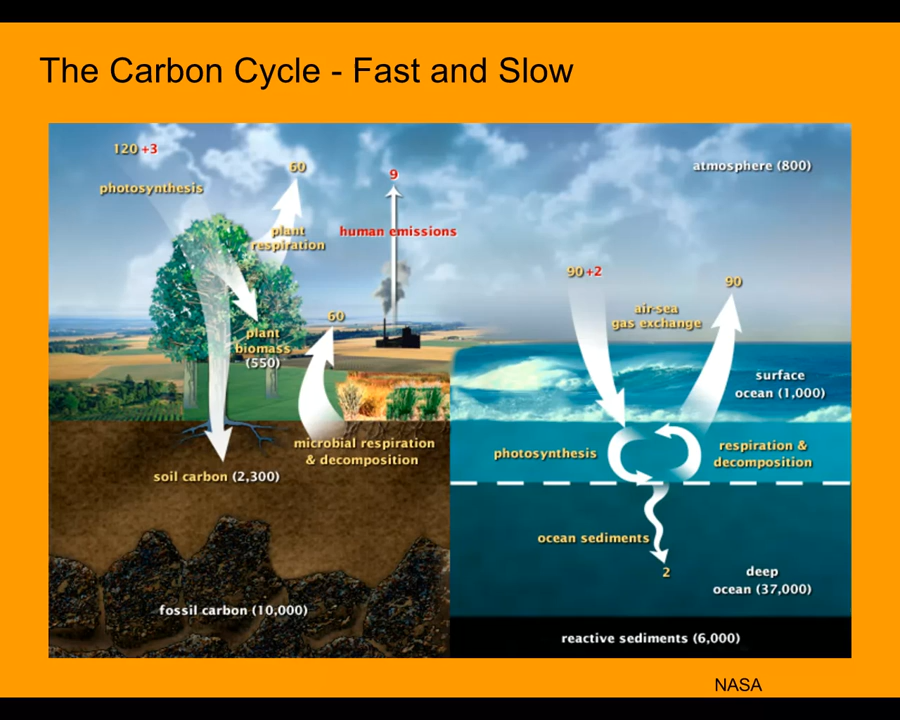 The Carbon Cycle - Fast and Slow
120 +3
photosynthesis
60
plant
respiration
9
human emissions
atmosphere (800)
60
plant
biomass
(550)
90+2
90
air-sea
gas exchange
surface
ocean (1,000)
microbial respiration
& decomposition
soil carbon (2,300)
photosynthesis
respiration &
decomposition
ocean sediments
2
deep
ocean (37,000)
fossil carbon (10,000)
reactive sediments (6,000)
NASA